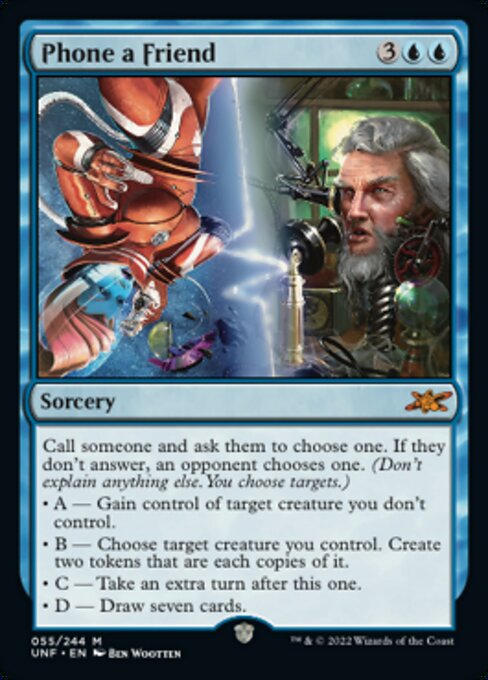 Phone a Friend 3
Sorcery
Call someone and ask them to choose one. If they
don't answer, an opponent chooses one. (Don't
explain anything else. You choose targets.)
• A — Gain control of target creature you don't
control.
• B — Choose target creature you control. Create
two tokens that are each copies of it.
• C — Take an extra turn after this one.
• D — Draw seven cards.
055/244 M
UNF • EN Ben Wootten
™ & © 2022 Wizards of the Coast